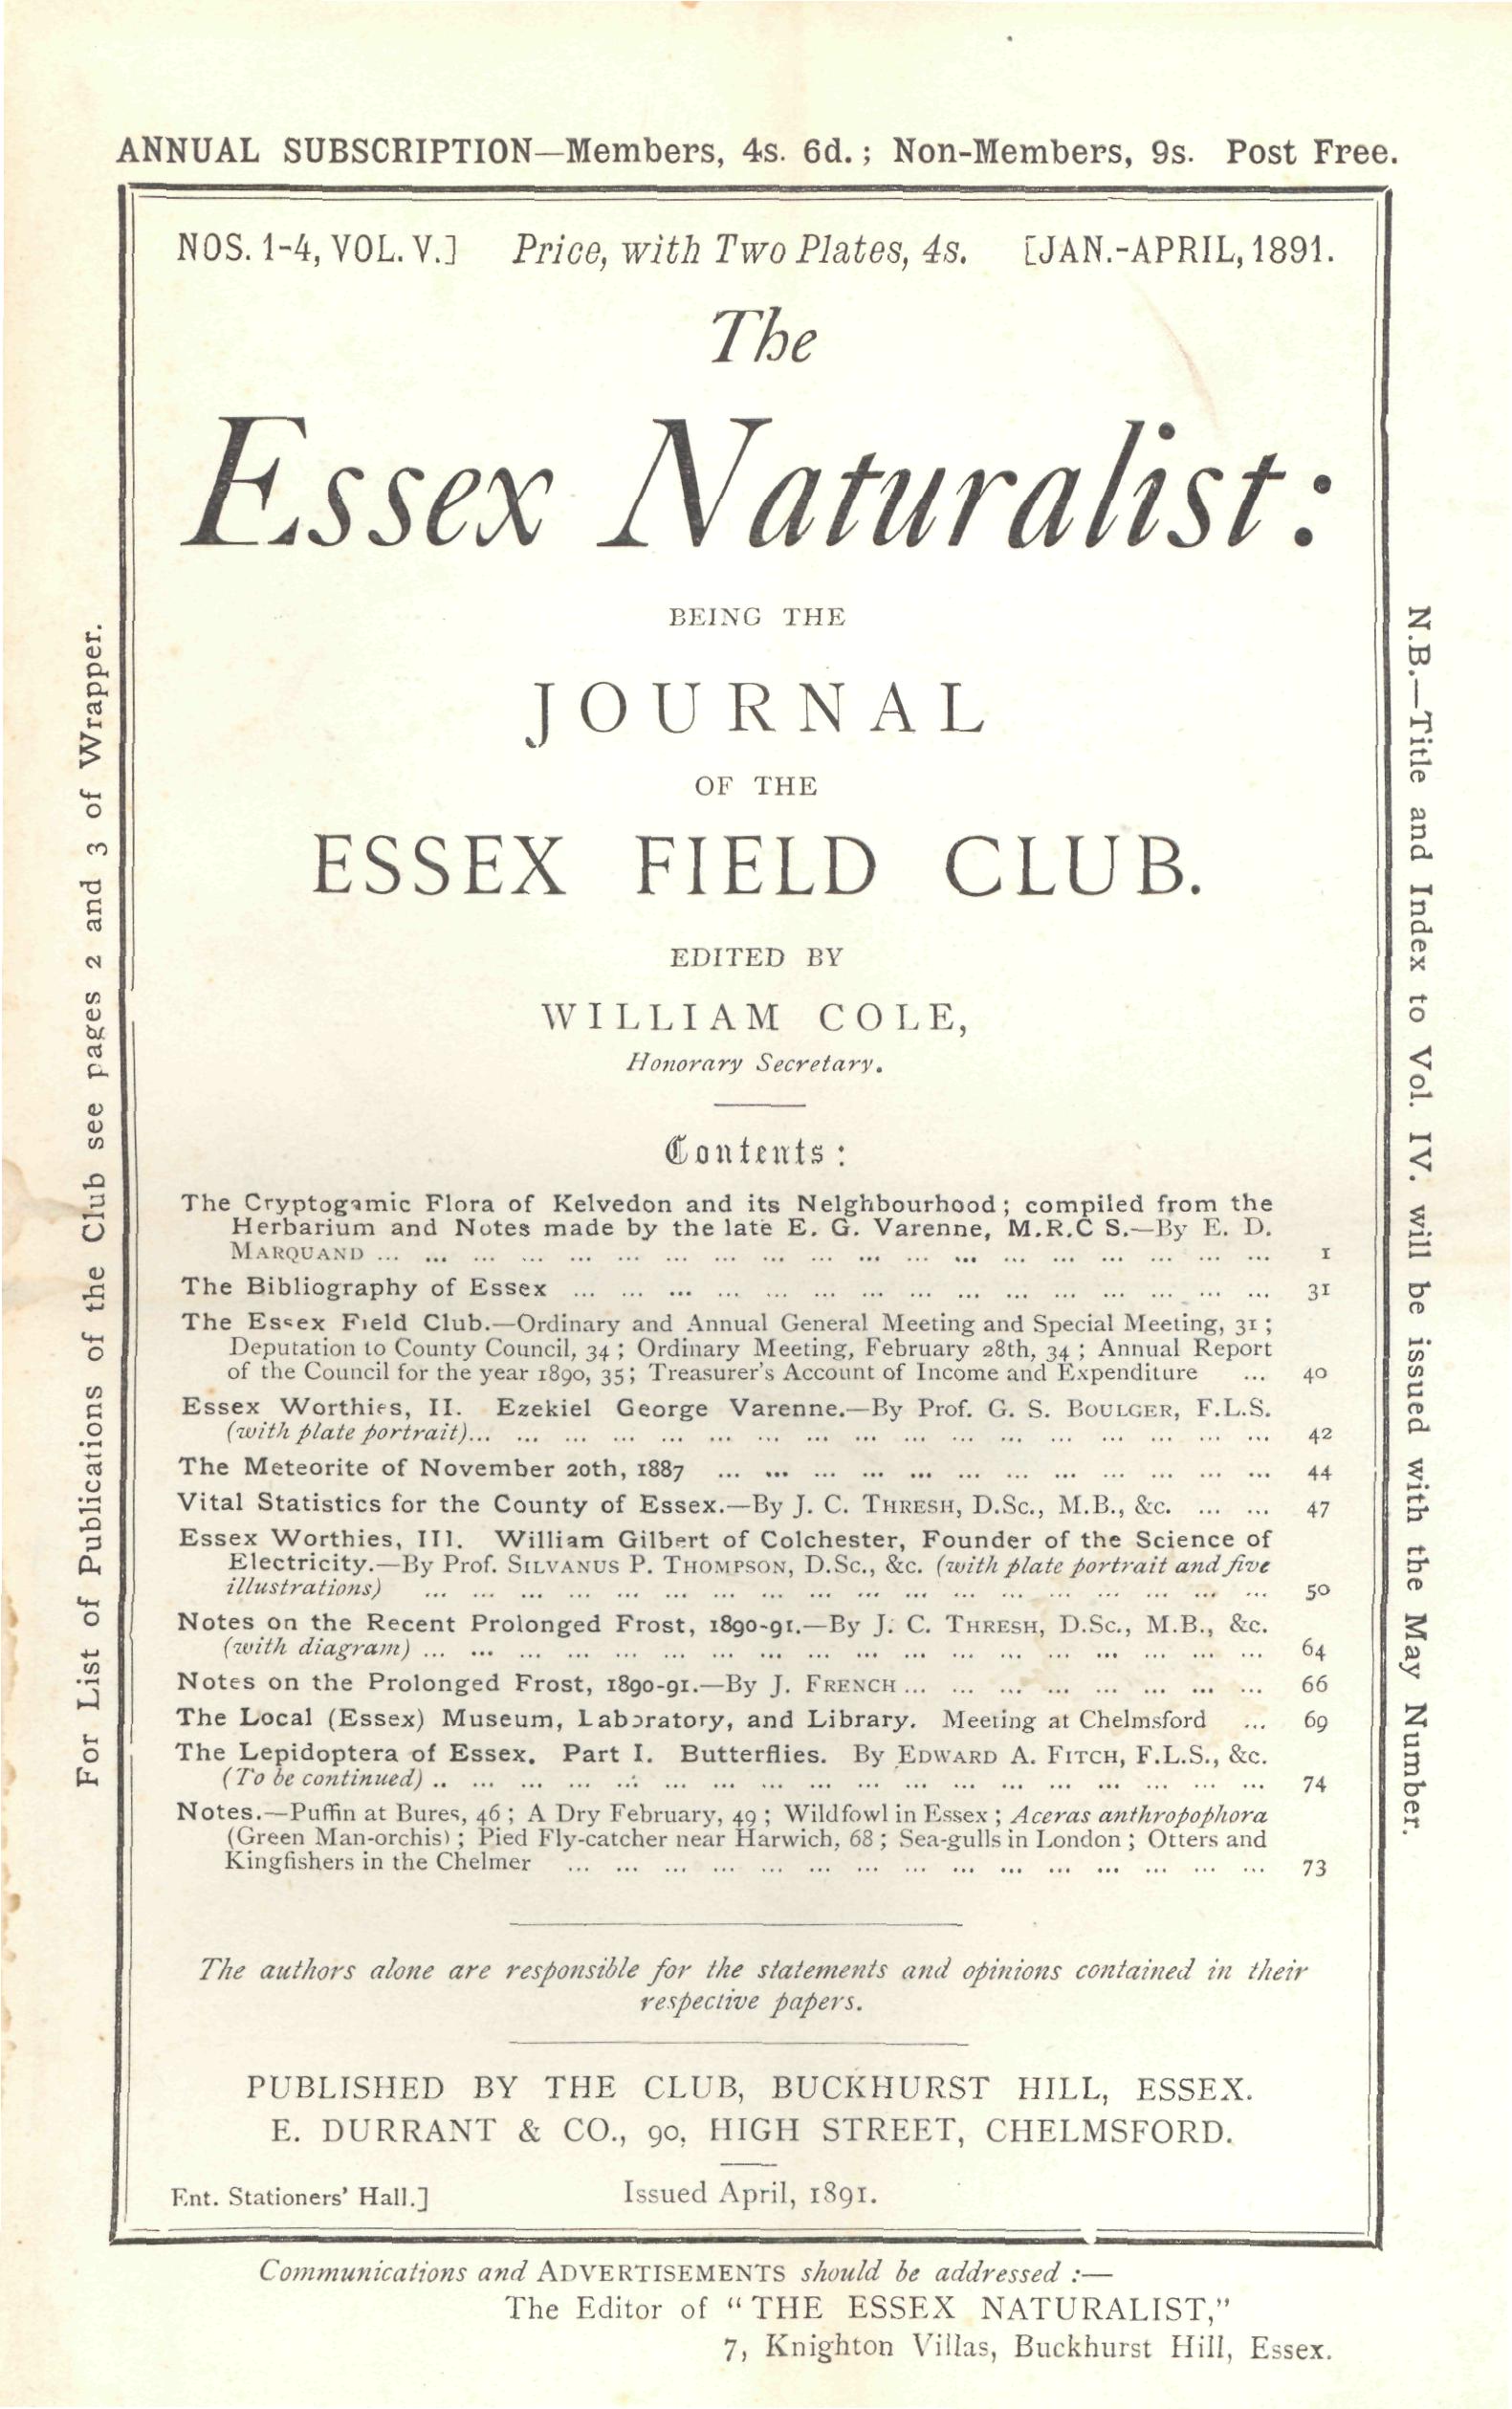 ANNUAL SUBSCRIPTION—Members, 4s. 6d.; Non-Members, 9s. Post Free.
NOS. 1-4, VOL. V.] Price, with Two Plates, 4s. [JAN.-APRIL, 1891.
The
Essex Naturalist:
BEING THE
JOURNAL
OF THE
ESSEX FIELD CLUB.
EDITED BY
WILLIAM COLE,
Honorary Secretary.
Contents:
The Cryptogamic Flora of Kelvedon and its Neighbourhood; compiled from the
Herbarium and Notes made by the late E. G. Varenne, M.R.C S.—By E. D.
MARQUAND ... 1
The Bibliography of Essex ... 31
The Essex Field Club.—Ordinary and Annual General Meeting and Special Meeting, 31;
Deputation to County Council, 34; Ordinary Meeting, February 28th, 34; Annual Report
of the Council for the year 1890, 35; Treasurer's Account of Income and Expenditure ... 40
Essex Worthies, II. Ezekiel George Varenne.—By Prof. G. S. BOULGER, F.L.S.
(with plate portrait)... 42
The Meteorite of November 20th, 1887 ... 44
Vital Statistics for the County of Essex.—By J. C. THRESH, D.Sc., M.B., &c. ... 47
Essex Worthies, III. William Gilbert of Colchester, Founder of the Science of
Electricity.—By Prof. SILVANUS P. THOMPSON, D.Sc., &c. (with plate portrait and five
illustrations) ... 50
Notes on the Recent Prolonged Frost, 1890-91.—By J. C. THRESH, D.Sc., M.B., &c.
(with diagram) ... 64
Notes on the Prolonged Frost, 1890-91.—By J. FRENCH ... 66
The Local (Essex) Museum, Laboratory, and Library. Meeting at Chelmsford ... 69
The Lepidoptera of Essex. Part I. Butterflies. By EDWARD A. FITCH, F.L.S., &c.
(To be continued) ... 74
Notes.—Puffin at Bures, 46; A Dry February, 49; Wildfowl in Essex; Aceras anthropophora
(Green Man-orchis); Pied Fly-catcher near Harwich, 68; Sea-gulls in London; Otters and
Kingfishers in the Chelmer ... 73
The authors alone are responsible for the statements and opinions contained in their
respective papers.
PUBLISHED BY THE CLUB, BUCKHURST HILL, ESSEX.
E. DURRANT & CO., 90, HIGH STREET, CHELMSFORD.
Ent. Stationers' Hall.] Issued April, 1891.
Communications and ADVERTISEMENTS should be addressed :—
The Editor of "THE ESSEX NATURALIST,"
7, Knighton Villas, Buckhurst Hill, Essex.
For List of Publications of the Club see pages 2 and 3 of Wrapper.
N.B.—Title and Index to Vol. IV. will be issued with the May Number.